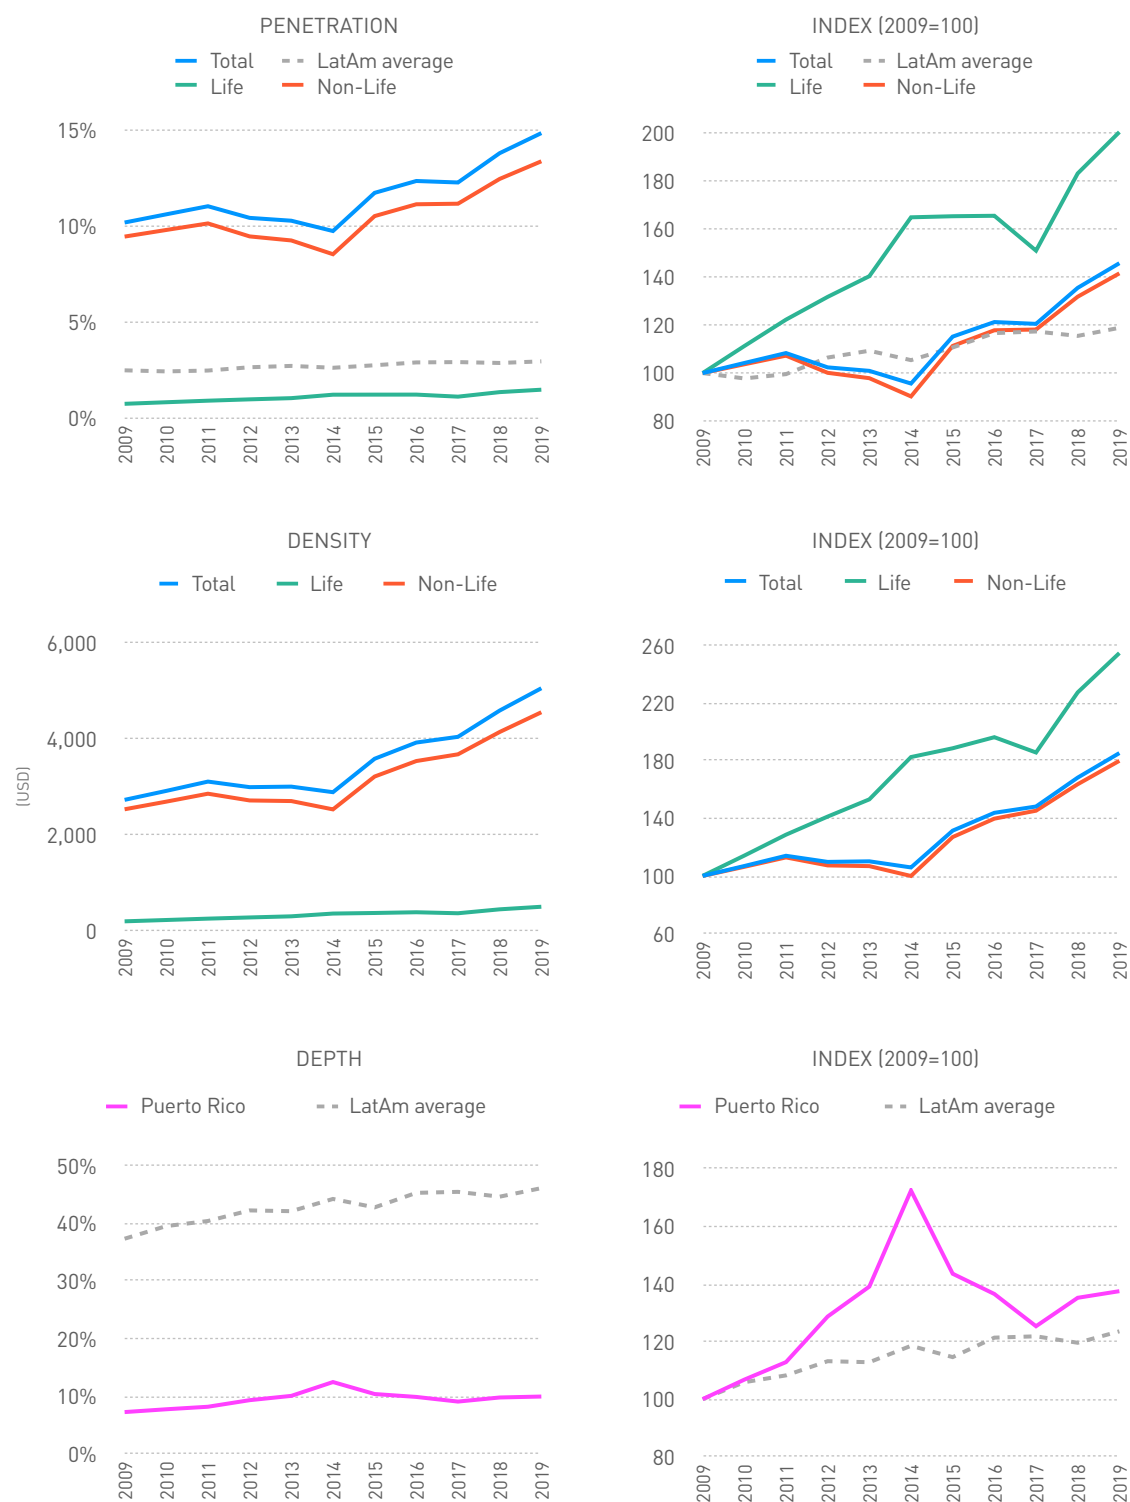 PENETRATION
Total LatAm average
Life Non-Life
15%
10%
5%
0%
2009 2010 2011 2012 2013 2014 2015 2016 2017 2018 2019
INDEX (2009=100)
Total LatAm average
Life Non-Life
200
180
160
140
120
100
80
2009 2010 2011 2012 2013 2014 2015 2016 2017 2018 2019
DENSITY
Total Life Non-Life
(USD)
6,000
4,000
2,000
0
2009 2010 2011 2012 2013 2014 2015 2016 2017 2018 2019
INDEX (2009=100)
Total Life Non-Life
260
220
180
140
100
60
2009 2010 2011 2012 2013 2014 2015 2016 2017 2018 2019
DEPTH
Puerto Rico LatAm average
50%
40%
30%
20%
10%
0%
2009 2010 2011 2012 2013 2014 2015 2016 2017 2018 2019
INDEX (2009=100)
Puerto Rico LatAm average
180
160
140
120
100
80
2009 2010 2011 2012 2013 2014 2015 2016 2017 2018 2019